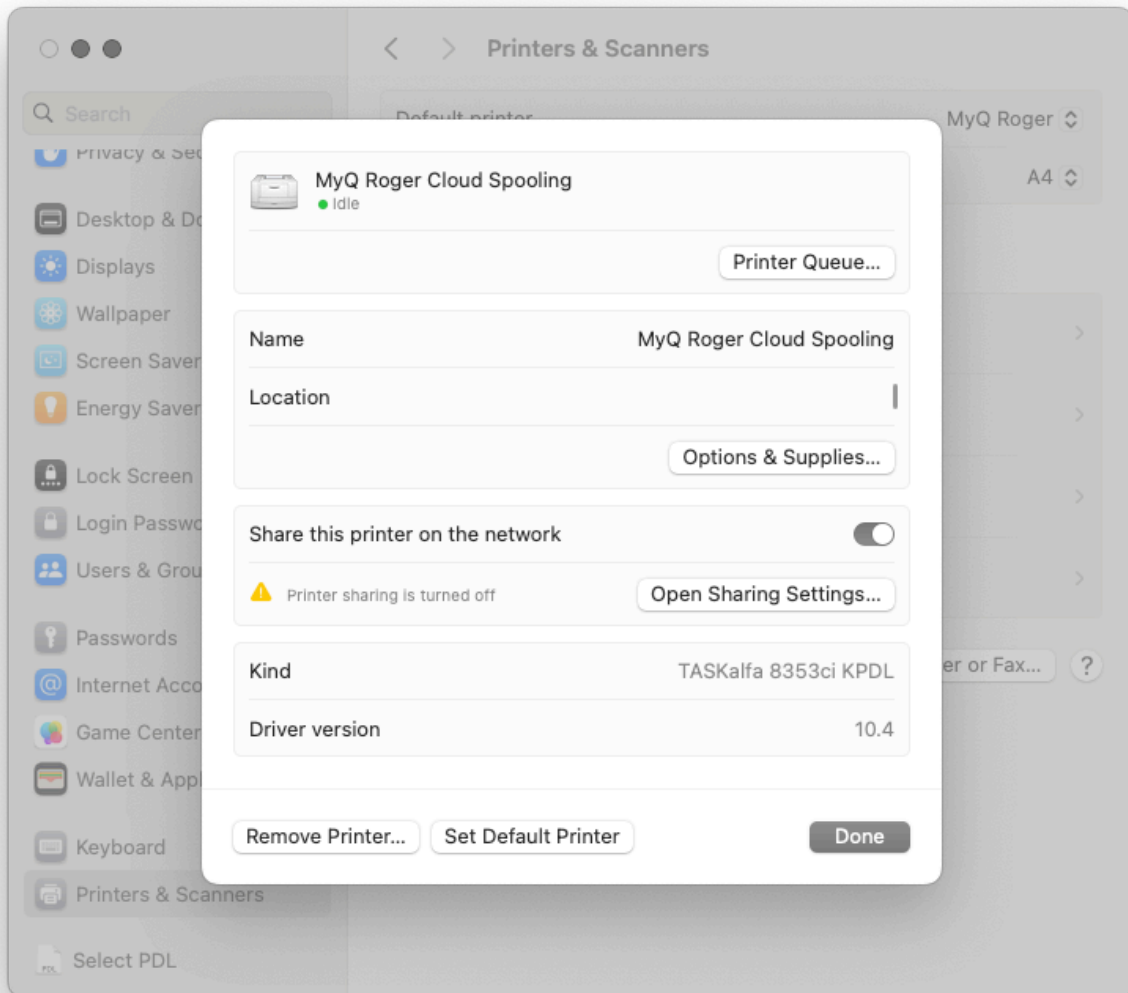 Printers & Scanners
Search
Default printer
MyQ Roger
A4
Privacy & Sec
Desktop & Do
Displays
Wallpaper
Screen Saver
Energy Saver
Lock Screen
Login Passwo
Users & Grou
Passwords
Internet Acco
Game Center
Wallet & Appl
Keyboard
Printers & Scanners
Select PDL
MyQ Roger Cloud Spooling
Idle
Printer Queue...
Name MyQ Roger Cloud Spooling
Location
Options & Supplies...
Share this printer on the network
Printer sharing is turned off Open Sharing Settings...
Kind TASKalfa 8353ci KPDL
Driver version 10.4
Remove Printer... Set Default Printer Done
er or Fax... ?